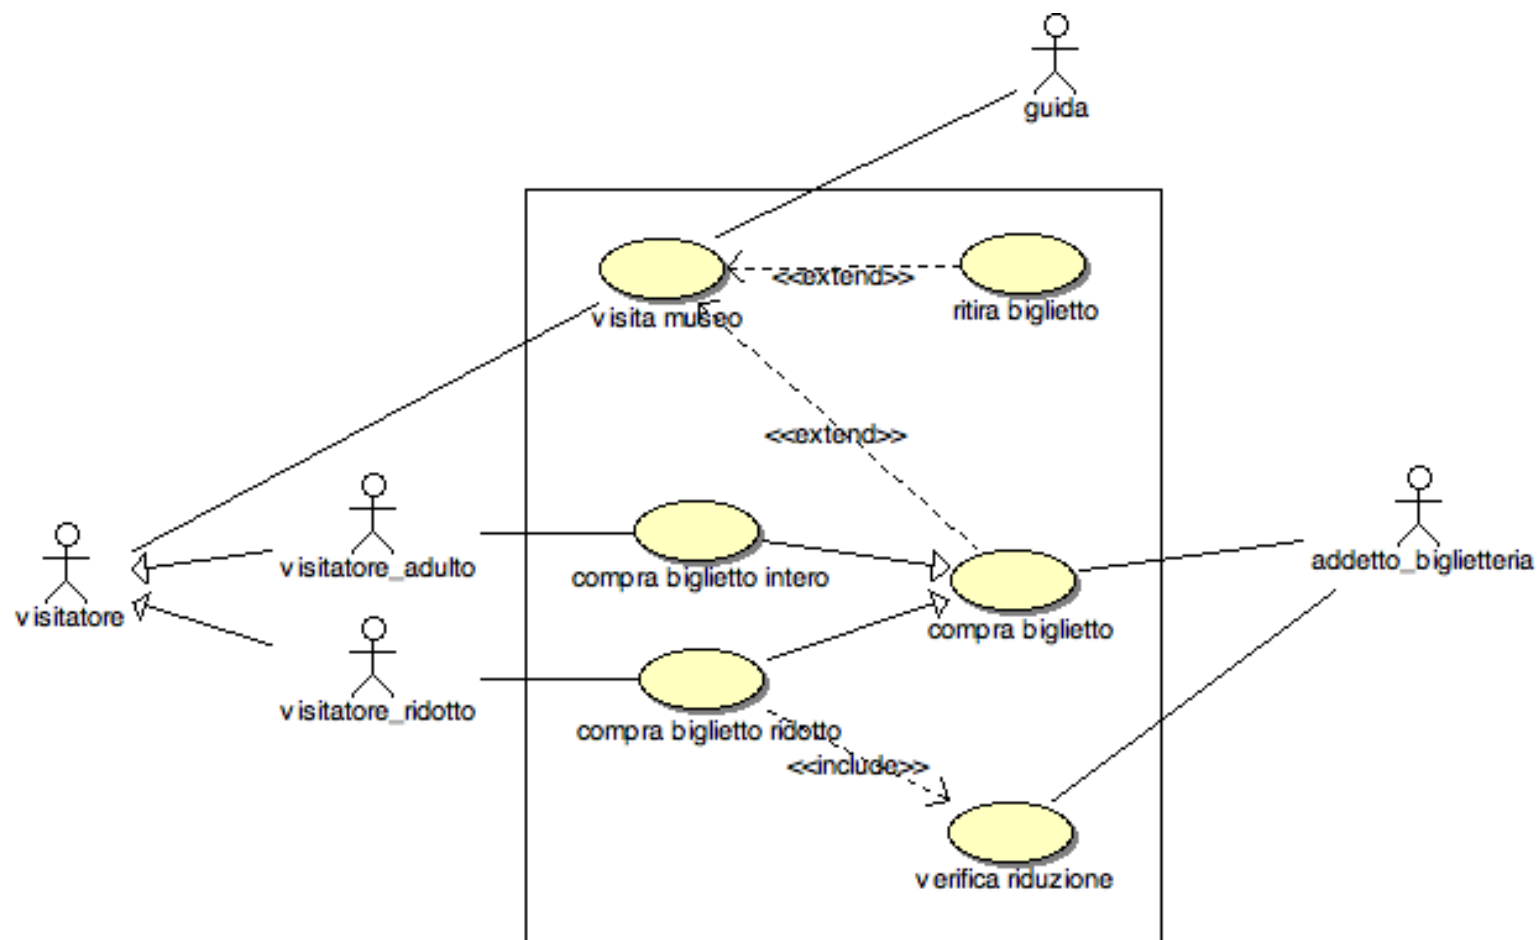 guida
<<extend>>
visita museo
ritira biglietto
<<extend>>
visitatore_adulto
compra biglietto intero
addetto_biglietteria
visitatore
compra biglietto
visitatore_ridotto
compra biglietto ridotto
<<include>>
verifica riduzione